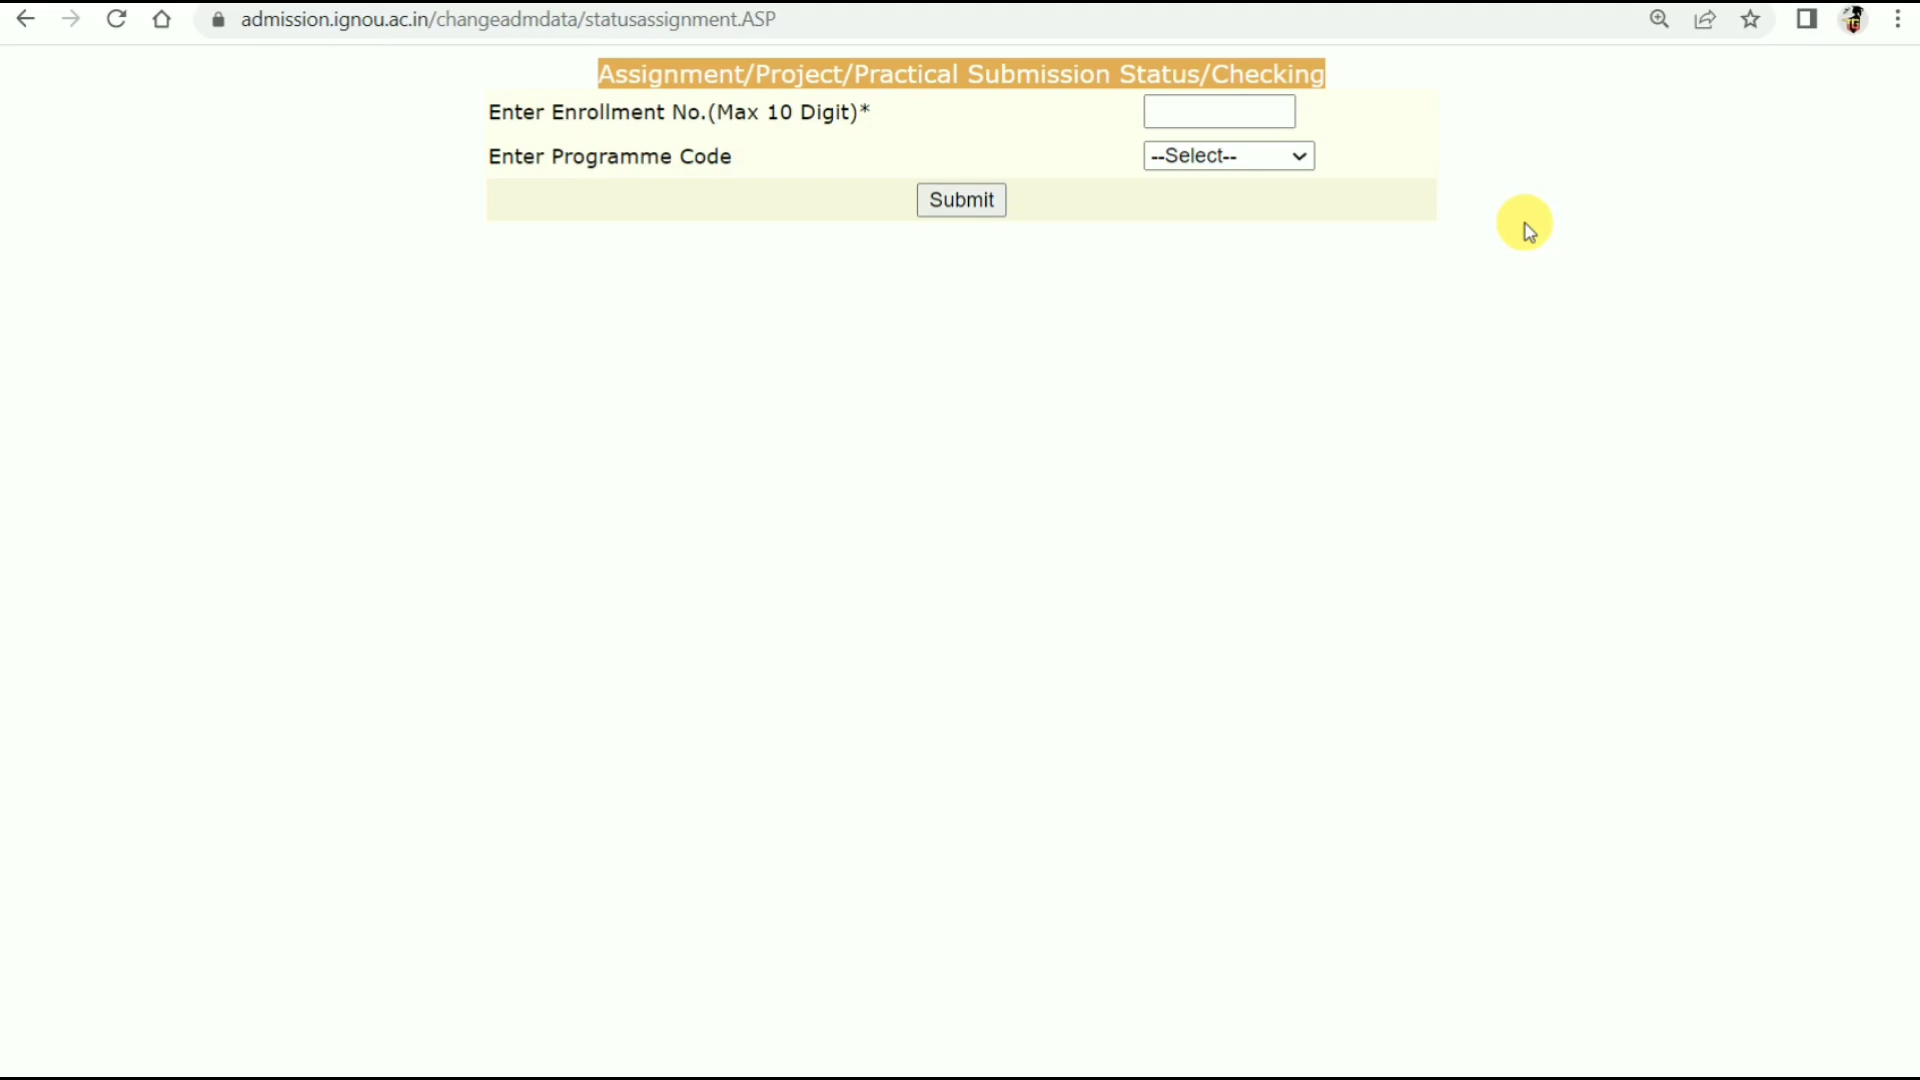 admission.ignou.ac.in/changeadmdata/statusassignment.ASP
Assignment/Project/Practical Submission Status/Checking
Enter Enrollment No.(Max 10 Digit)*
Enter Programme Code --Select--
Submit